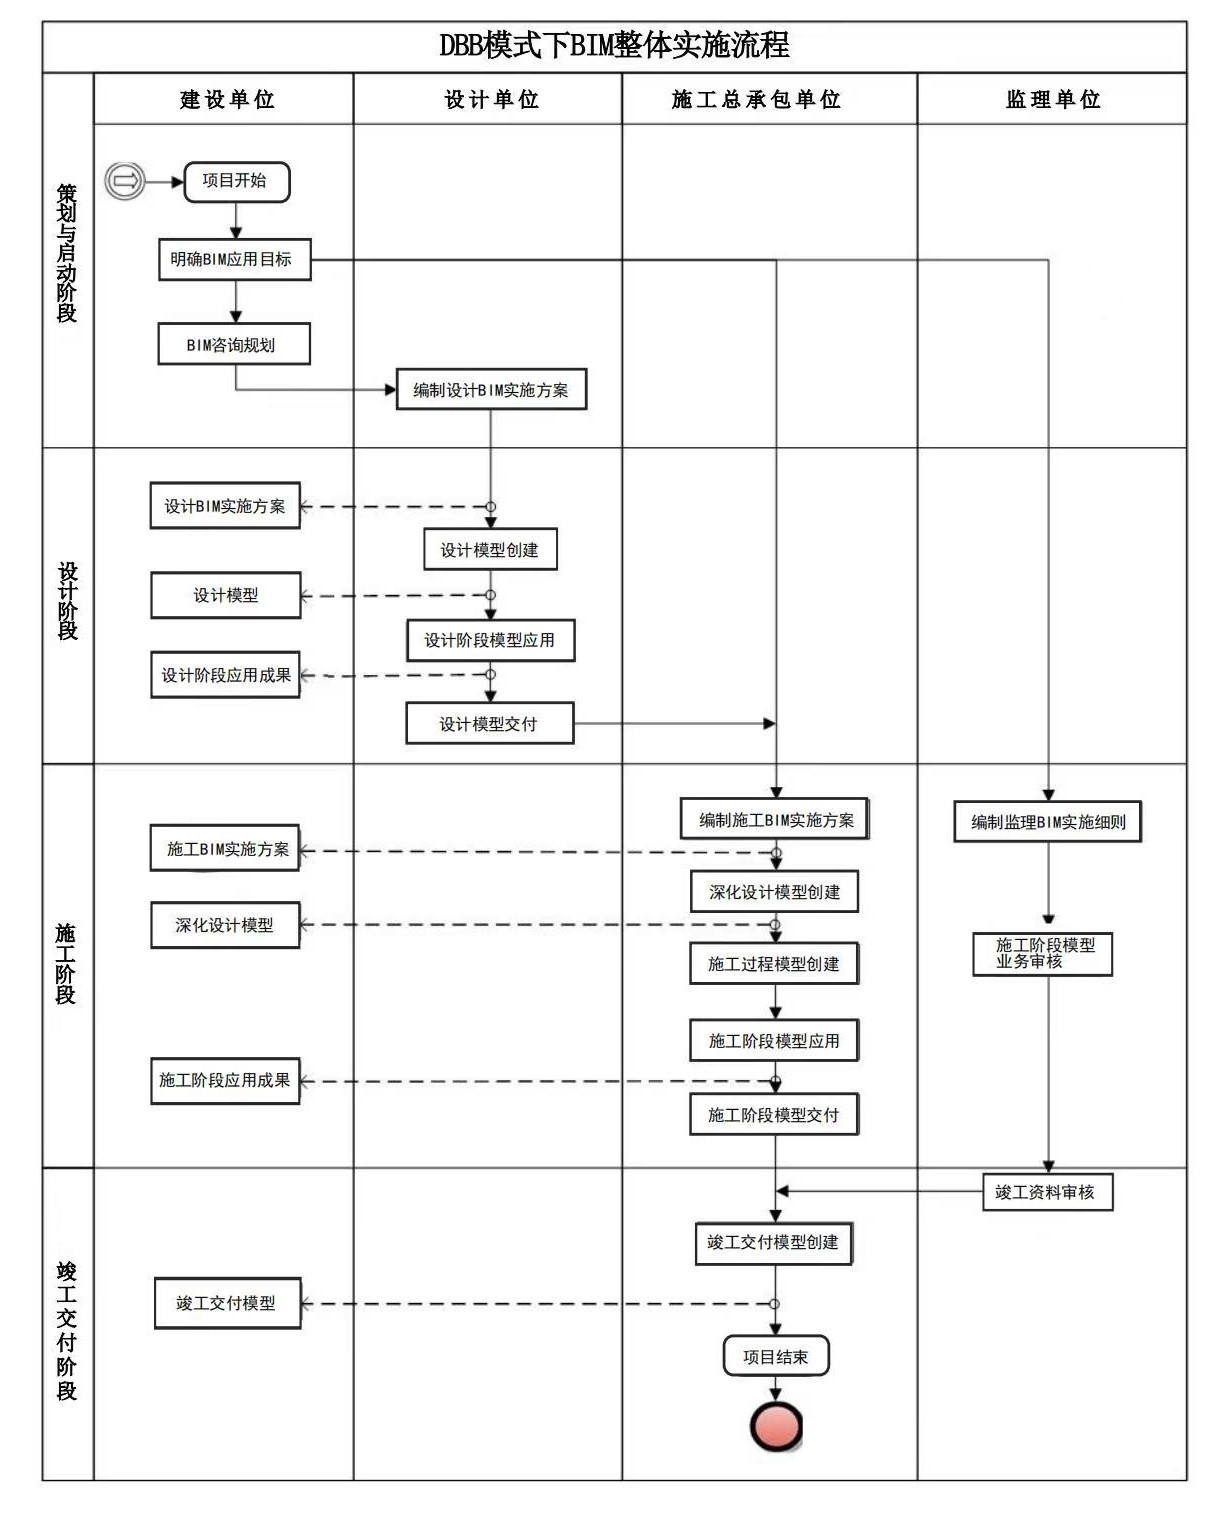 DBB模式下BIM整体实施流程
建设单位
设计单位
施工总承包单位
监理单位
策划与启动阶段
项目开始
明确BIM应用目标
BIM咨询规划
编制设计BIM实施方案
设计阶段
设计BIM实施方案
设计模型创建
设计模型
设计阶段模型应用
设计阶段应用成果
设计模型交付
施工阶段
编制施工BIM实施方案
编制监理BIM实施细则
施工BIM实施方案
深化设计模型创建
深化设计模型
施工过程模型创建
施工阶段模型
业务审核
施工阶段模型应用
施工阶段应用成果
施工阶段模型交付
竣工交付阶段
竣工资料审核
竣工交付模型创建
竣工交付模型
项目结束